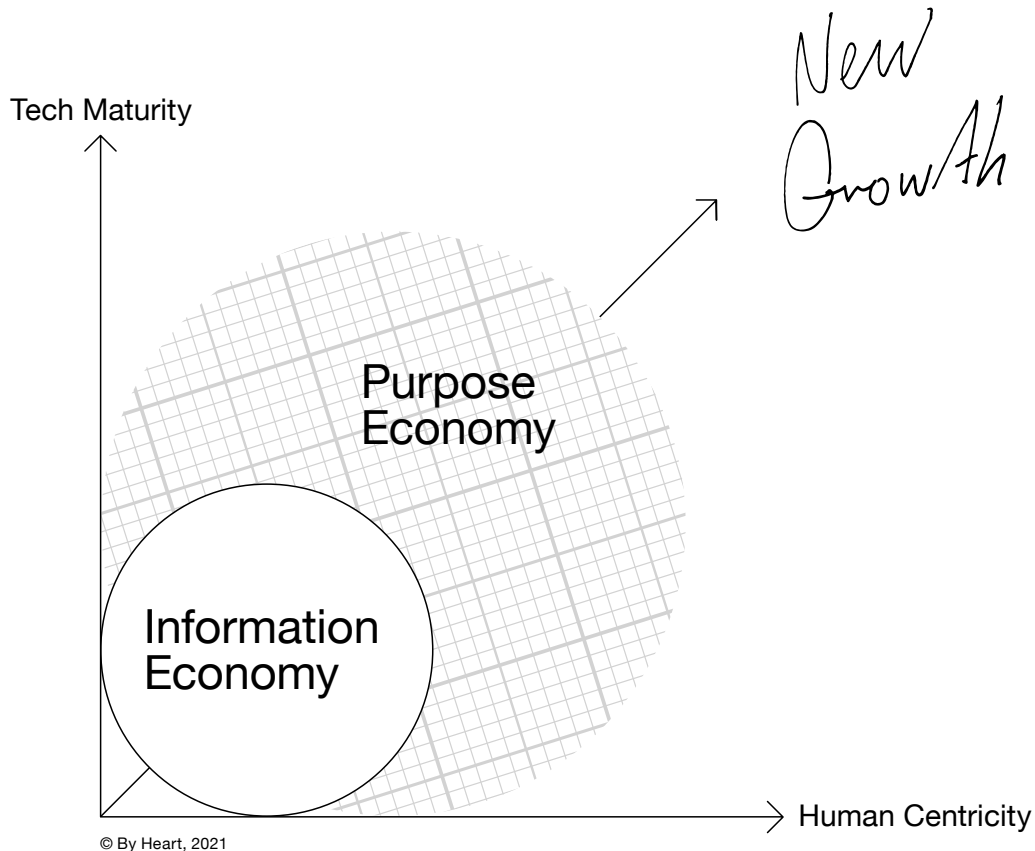 New
Growth
Tech Maturity
Purpose
Economy
Information
Economy
Human Centricity
© By Heart, 2021